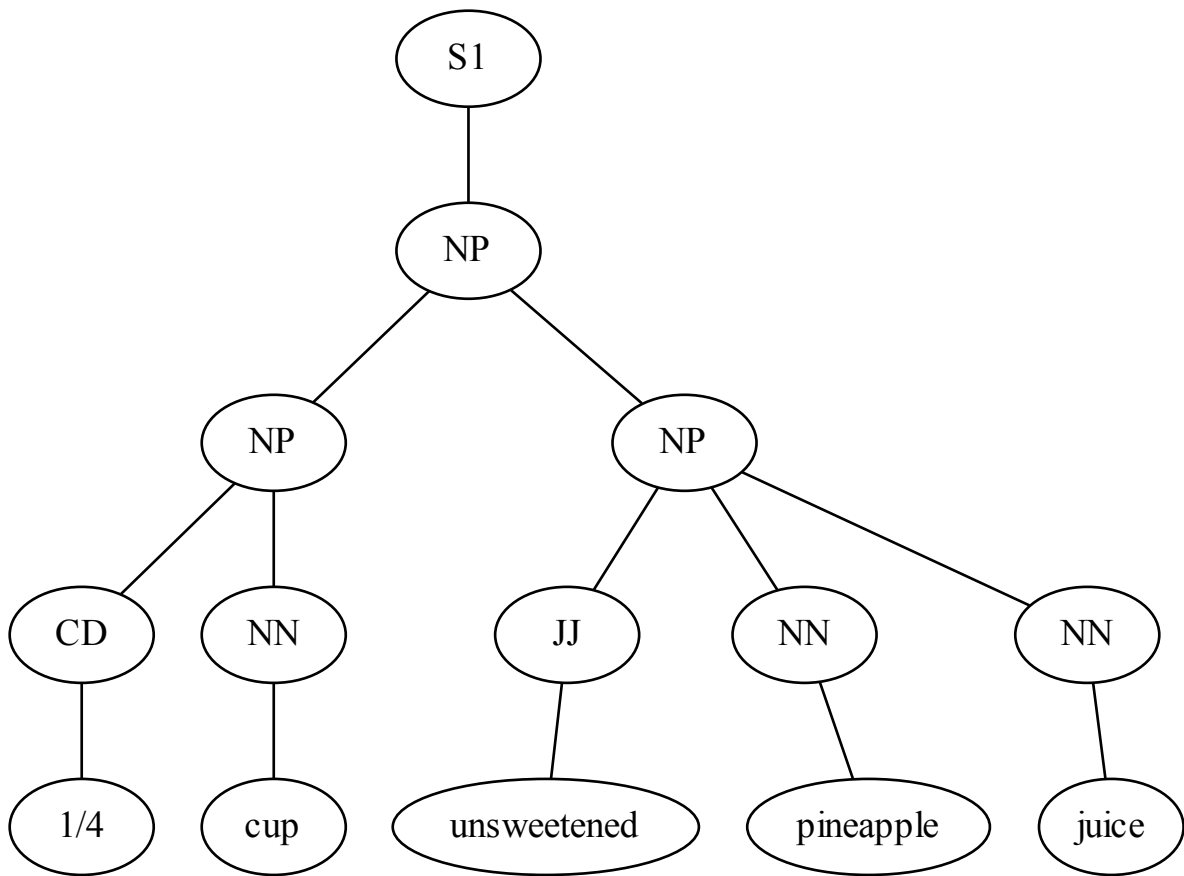 S1
NP
NP NP
CD NN JJ NN NN
1/4 cup unsweetened pineapple juice